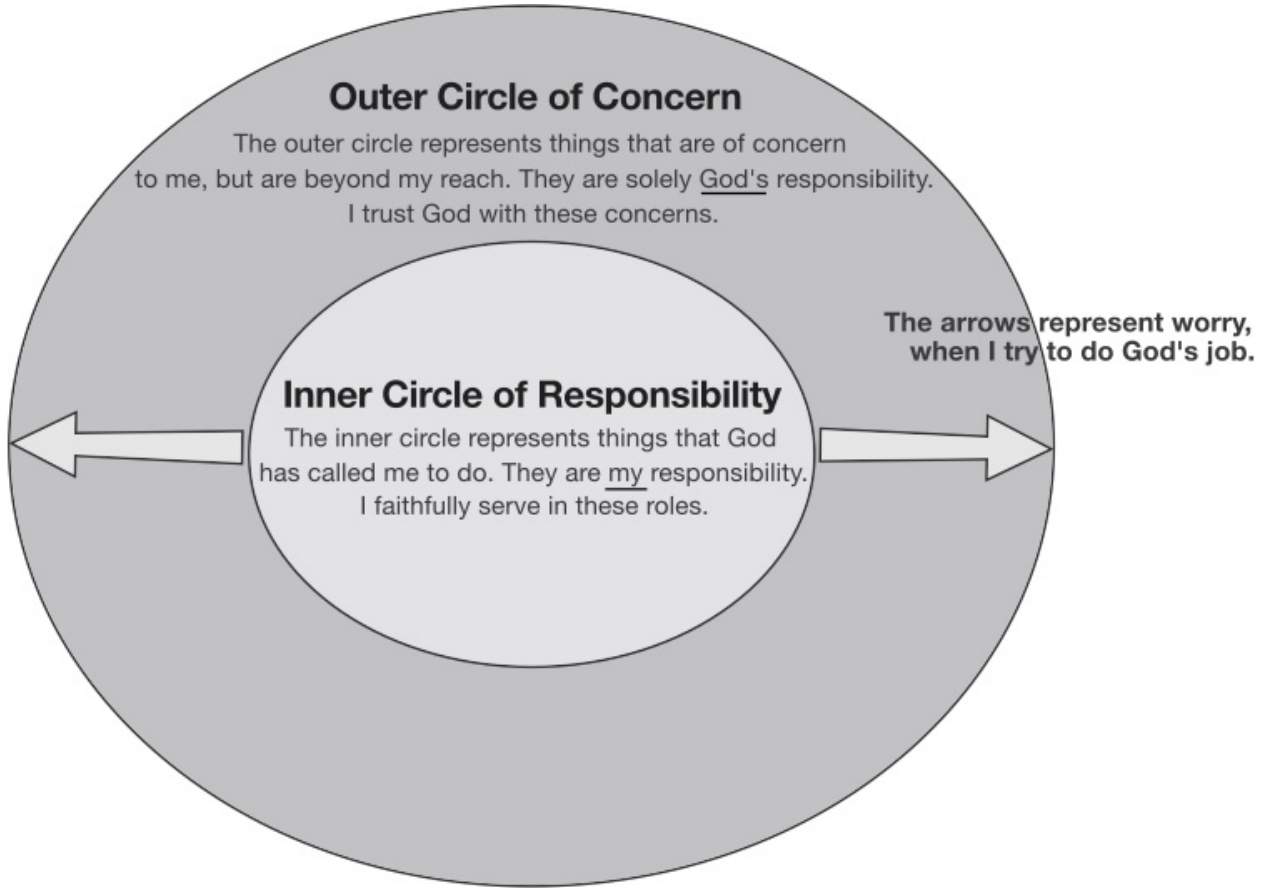 Outer Circle of Concern
The outer circle represents things that are of concern
to me, but are beyond my reach. They are solely God's responsibility.
I trust God with these concerns.
The arrows represent worry,
when I try to do God's job.
Inner Circle of Responsibility
The inner circle represents things that God
has called me to do. They are my responsibility.
I faithfully serve in these roles.